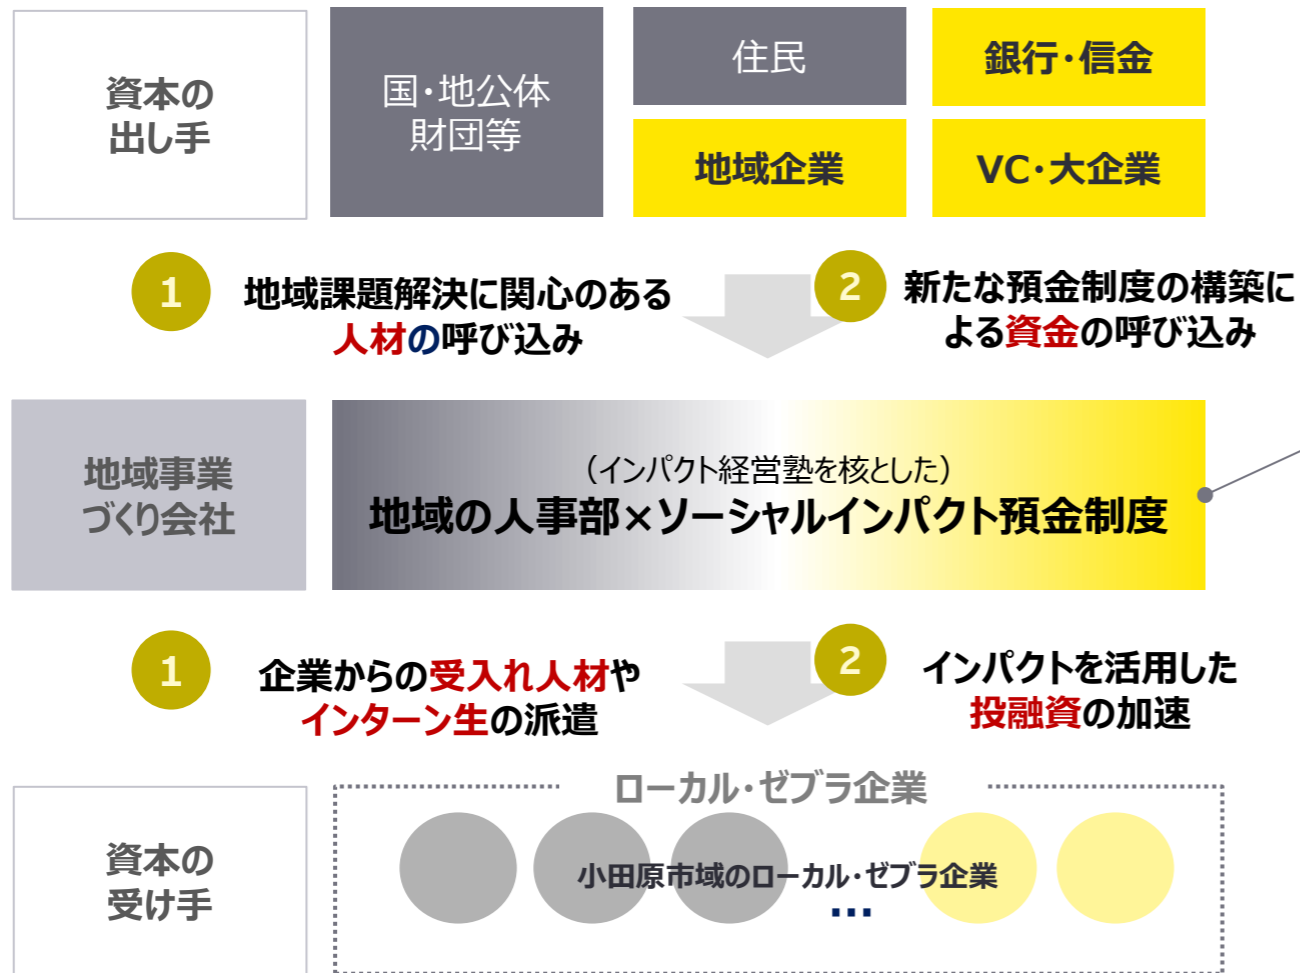 資本の
出し手
国・地公体
財団等
住民
銀行・信金
地域企業
VC・大企業
1
地域課題解決に関心のある
人材の呼び込み
2
新たな預金制度の構築に
よる資金の呼び込み
地域事業
づくり会社
（インパクト経営塾を核とした）
地域の人事部×ソーシャルインパクト預金制度
1
企業からの受入れ人材や
インターン生の派遣
2
インパクトを活用した
投融資の加速
資本の
受け手
ローカル・ゼブラ企業
小田原市域のローカル・ゼブラ企業
…